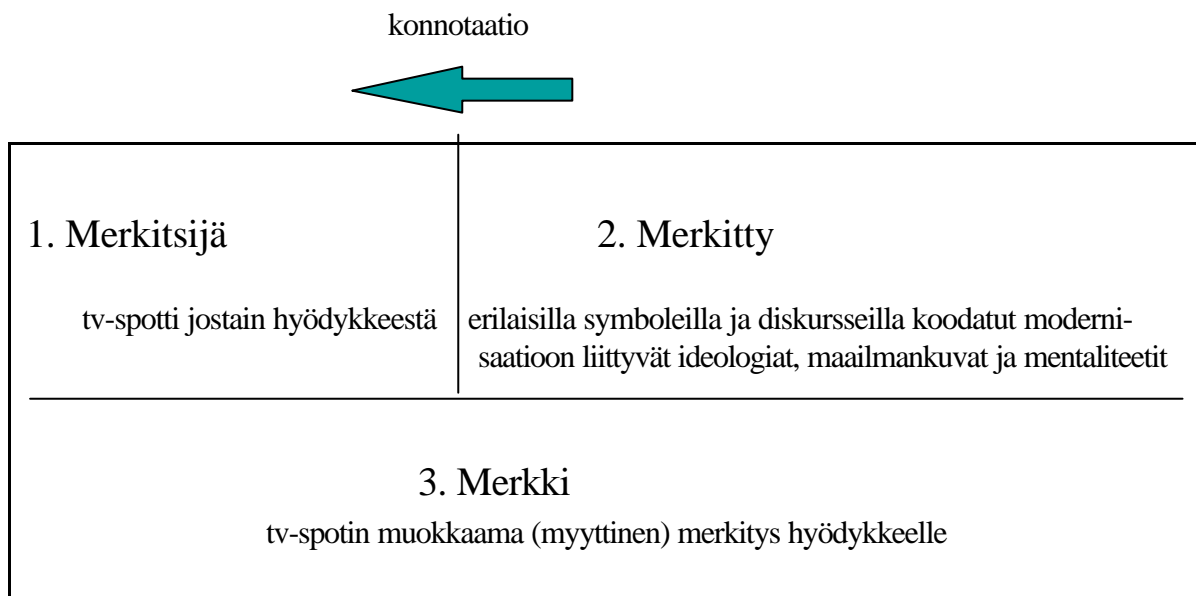 konnotaatio
1. Merkitsijä
2. Merkitty
tv-spotti jostain hyödykkeestä
erilaisilla symboleilla ja diskursseilla koodatut moderni-
saatioon liittyvät ideologiat, maailmankuvat ja mentaliteetit
3. Merkki
tv-spotin muokkaama (myyttinen) merkitys hyödykkeelle